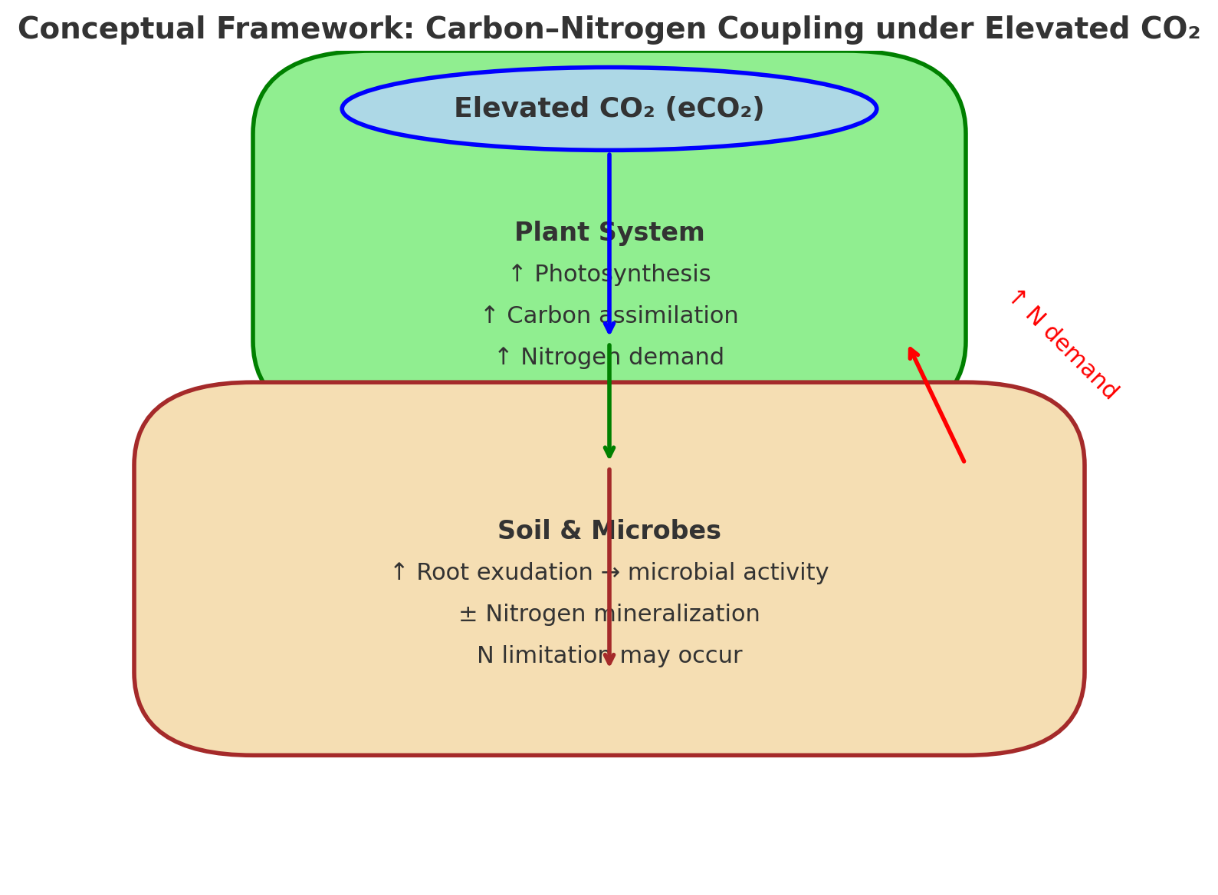 Conceptual Framework: Carbon–Nitrogen Coupling under Elevated CO₂
Elevated CO₂ (eCO₂)
Plant System
↑ Photosynthesis
↑ Carbon assimilation
↑ Nitrogen demand
↑ N demand
Soil & Microbes
↑ Root exudation → microbial activity
± Nitrogen mineralization
N limitation may occur